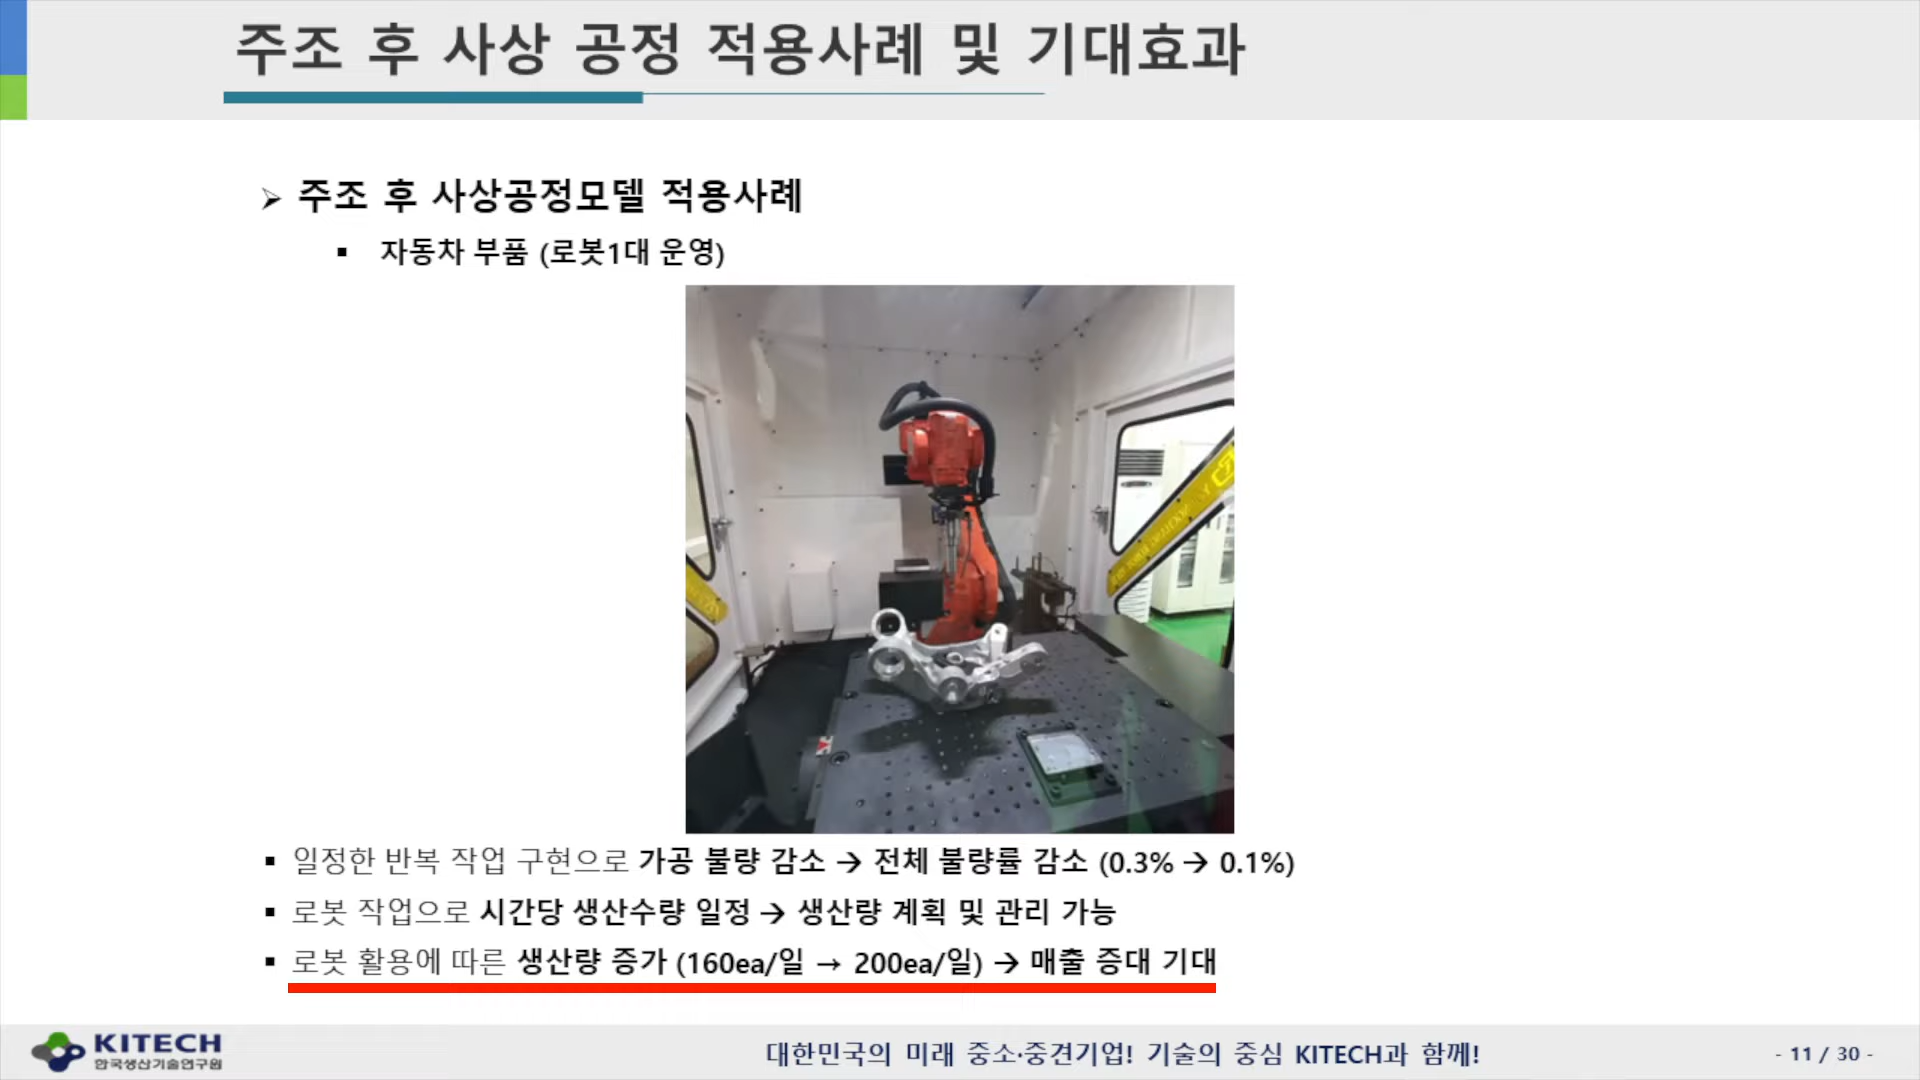 주조 후 사상 공정 적용사례 및 기대효과
➢ 주조 후 사상공정모델 적용사례
▪ 자동차 부품 (로봇1대 운영)
▪ 일정한 반복 작업 구현으로 가공 불량 감소 → 전체 불량률 감소 (0.3% → 0.1%)
▪ 로봇 작업으로 시간당 생산수량 일정 → 생산량 계획 및 관리 가능
▪ 로봇 활용에 따른 생산량 증가 (160ea/일 → 200ea/일) → 매출 증대 기대
KITECH
한국생산기술연구원
대한민국의 미래 중소·중견기업! 기술의 중심 KITECH과 함께!
- 11 / 30 -